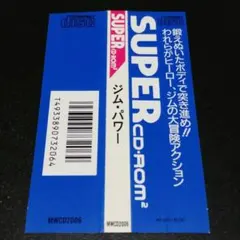 鍛えぬいたボディで突き進め!!
われらがヒーロー、ジムの大冒険アクション
SUPER
CD-ROM²
SUPER
CD-ROM²
ジム・パワー
MWCD2006
T4933890732064
MWCD2006